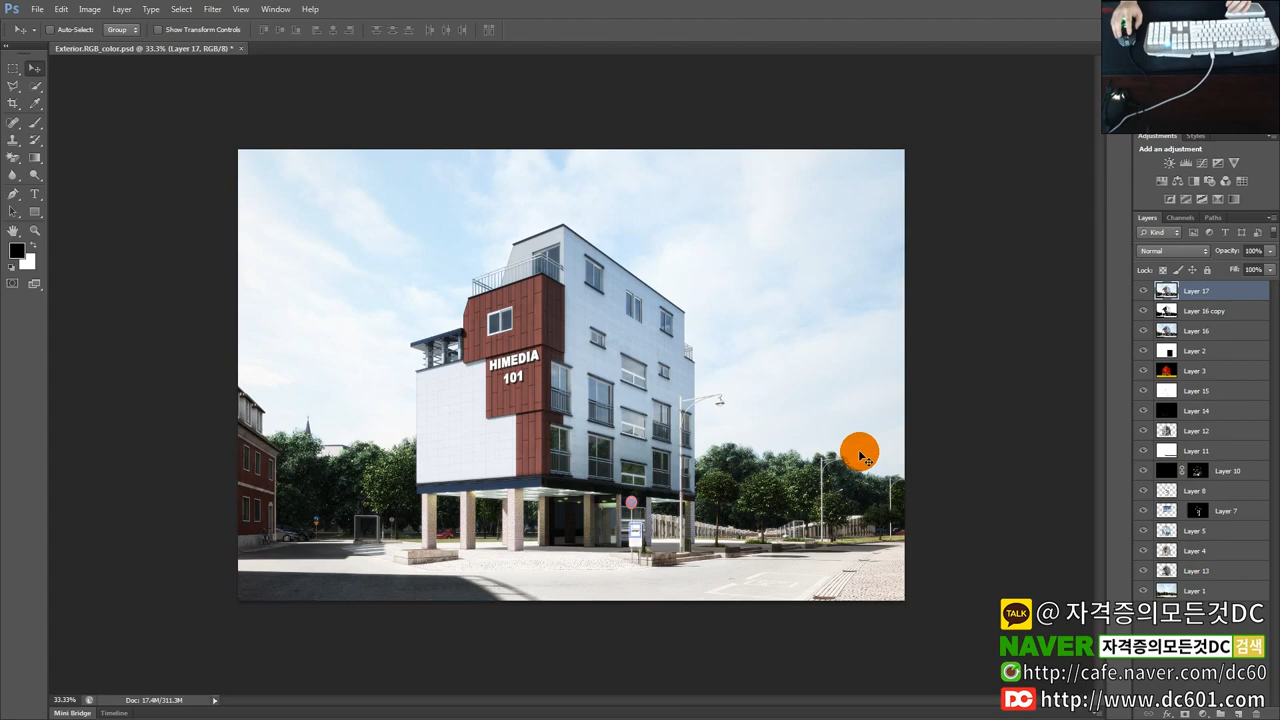 Ps File Edit Image Layer Type Select Filter View Window Help
Auto-Select: Group Show Transform Controls
Exterior.RGB_color.psd @ 33.3% (Layer 17, RGB/8) * ×
Adjustments Styles
Add an adjustment
Layers Channels Paths
Kind
Normal Opacity: 100%
Lock: Fill: 100%
Layer 17
Layer 16 copy
Layer 16
Layer 2
Layer 3
Layer 15
Layer 14
Layer 12
Layer 11
Layer 10
Layer 8
Layer 7
Layer 5
Layer 4
Layer 13
Layer 1
HIMEDIA
101
TALK @ 자격증의모든것DC
NAVER 자격증의모든것DC 검색
http://cafe.naver.com/dc60
DC http://www.dc601.com
33.33% Doc: 17.4M/311.3M
Mini Bridge Timeline